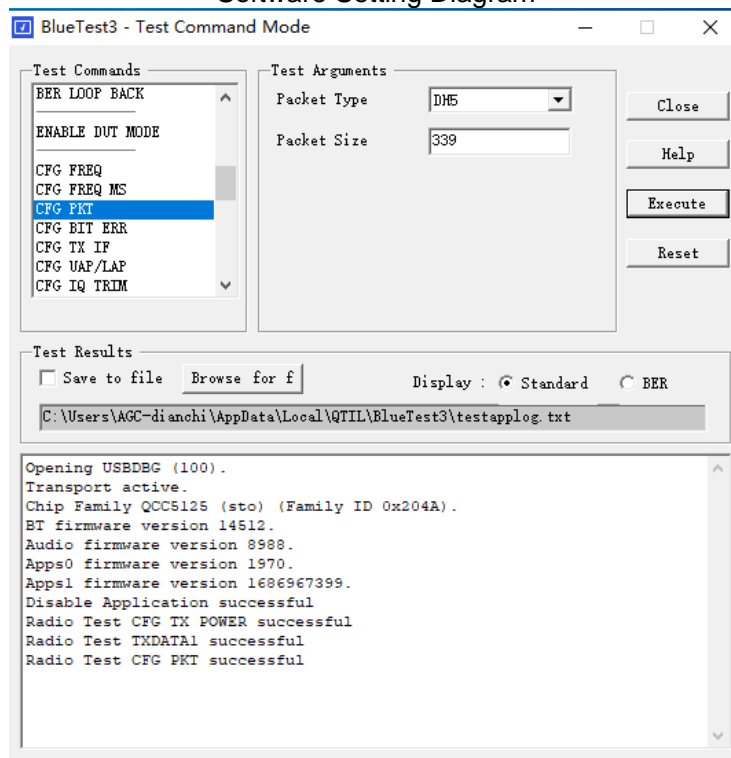 Software Setting Diagram
BlueTest3 - Test Command Mode
Test Commands
BER LOOP BACK
ENABLE DUT MODE
CFG FREQ
CFG FREQ MS
CFG PKT
CFG BIT ERR
CFG TX IF
CFG UAP/LAP
CFG IQ TRIM
Test Arguments
Packet Type DH5
Packet Size 339
Close
Help
Execute
Reset
Test Results
Save to file Browse for f Display : Standard BER
C:\Users\AGC-dianchi\AppData\Local\QTIL\BlueTest3\testapplog.txt
Opening USBDBG (100).
Transport active.
Chip Family QCC5125 (sto) (Family ID 0x204A).
BT firmware version 14512.
Audio firmware version 8988.
Apps0 firmware version 1970.
Apps1 firmware version 1686967399.
Disable Application successful
Radio Test CFG TX POWER successful
Radio Test TXDATA1 successful
Radio Test CFG PKT successful